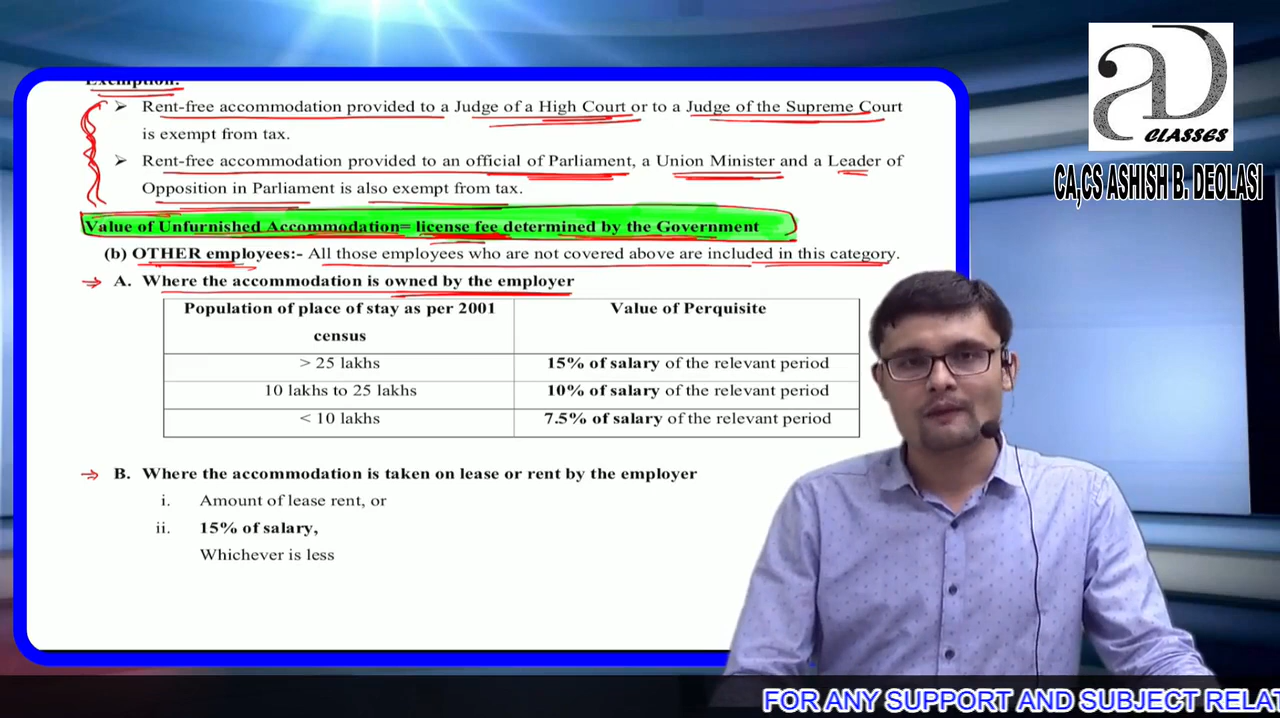 Exemption:
➢ Rent-free accommodation provided to a Judge of a High Court or to a Judge of the Supreme Court
is exempt from tax.
➢ Rent-free accommodation provided to an official of Parliament, a Union Minister and a Leader of
Opposition in Parliament is also exempt from tax.
Value of Unfurnished Accommodation= license fee determined by the Government
(b) OTHER employees:- All those employees who are not covered above are included in this category.
A. Where the accommodation is owned by the employer
Population of place of stay as per 2001
census
Value of Perquisite
> 25 lakhs 15% of salary of the relevant period
10 lakhs to 25 lakhs 10% of salary of the relevant period
< 10 lakhs 7.5% of salary of the relevant period
B. Where the accommodation is taken on lease or rent by the employer
i. Amount of lease rent, or
ii. 15% of salary,
Whichever is less
aD
CLASSES
CA,CS ASHISH B. DEOLASI
FOR ANY SUPPORT AND SUBJECT RELAT